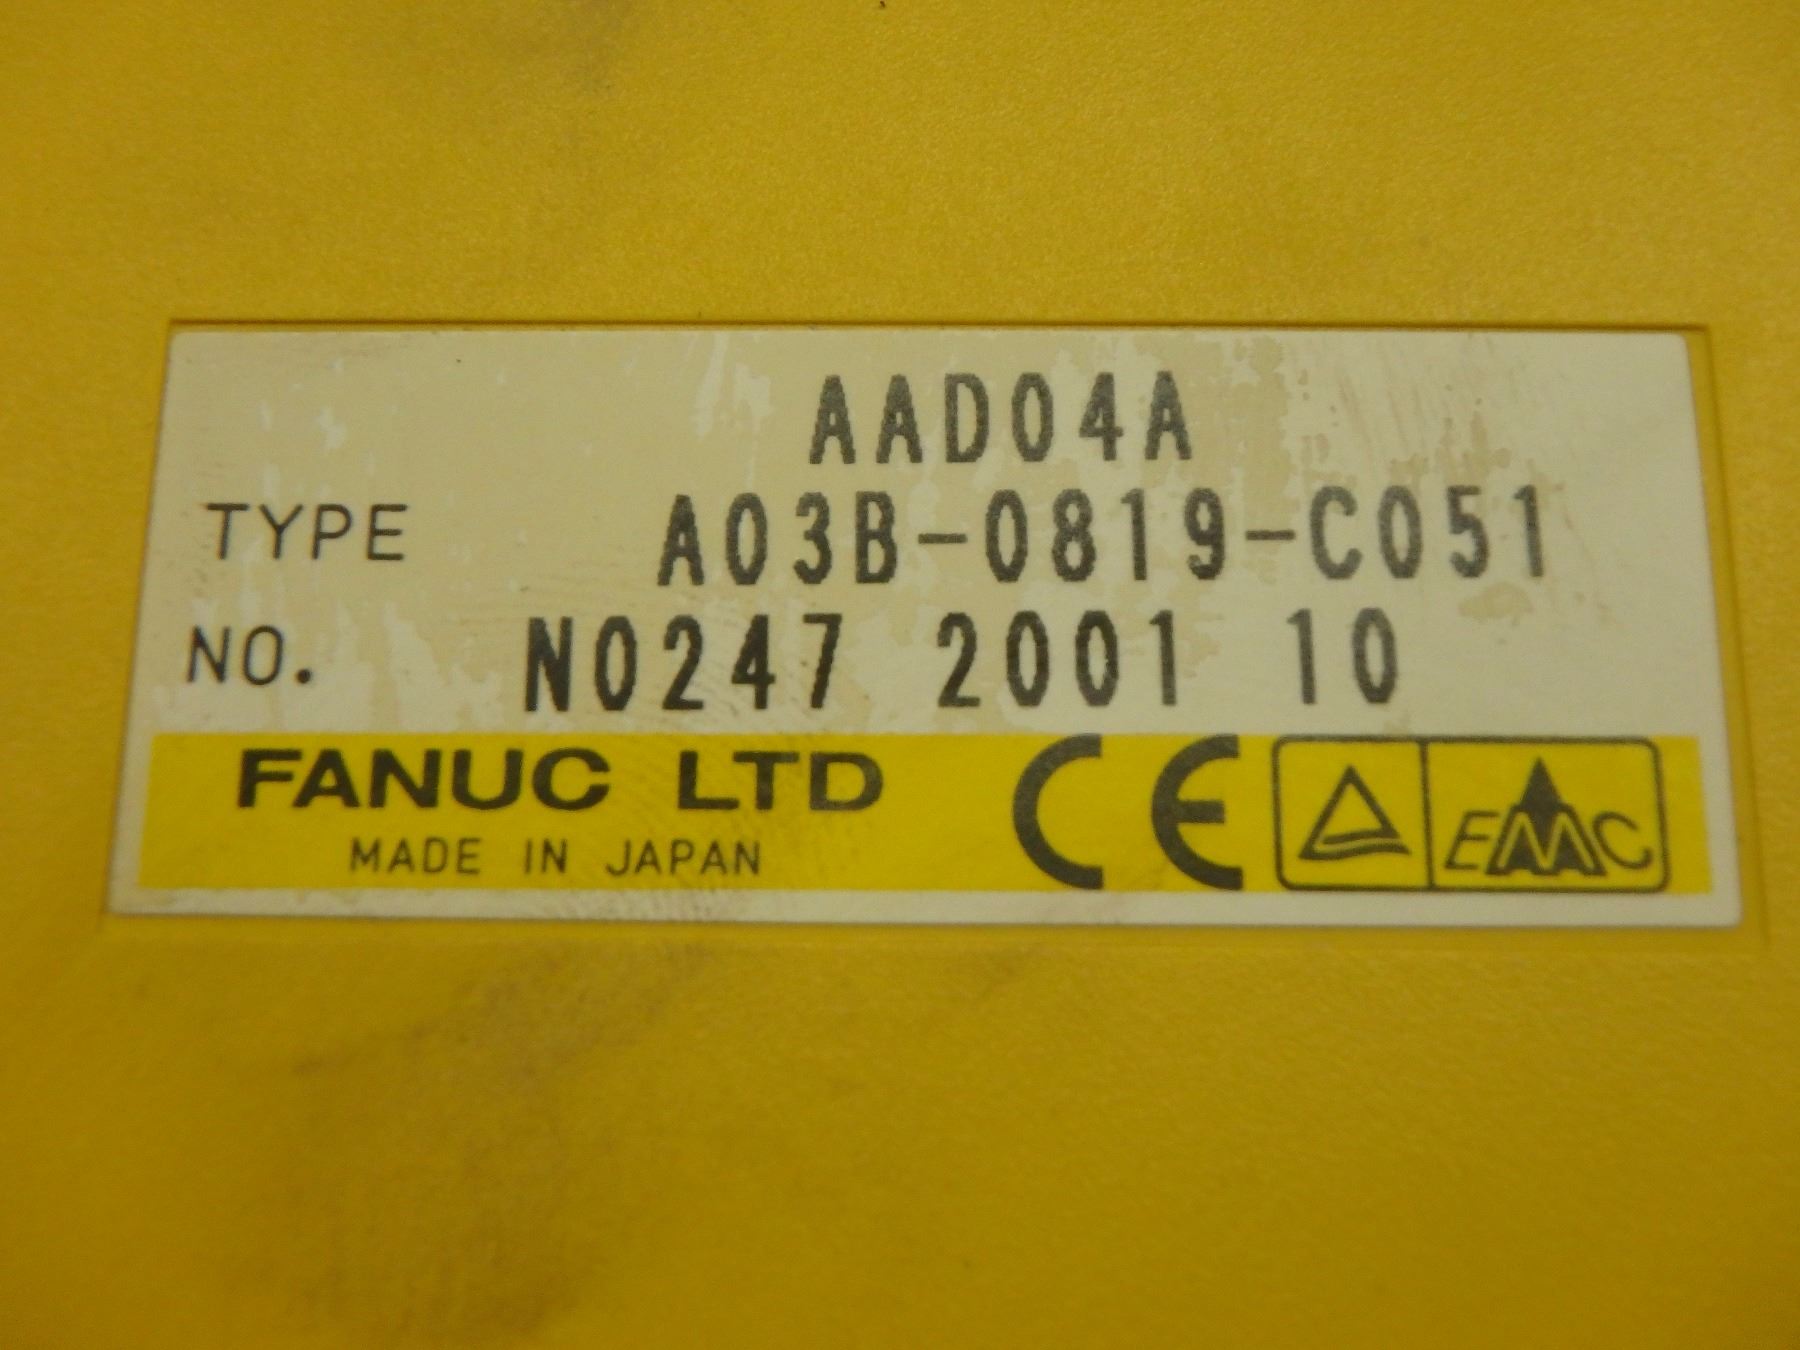 AAD04A
TYPE A03B-0819-C051
NO. N0247 2001 10
FANUC LTD CE EMC
MADE IN JAPAN